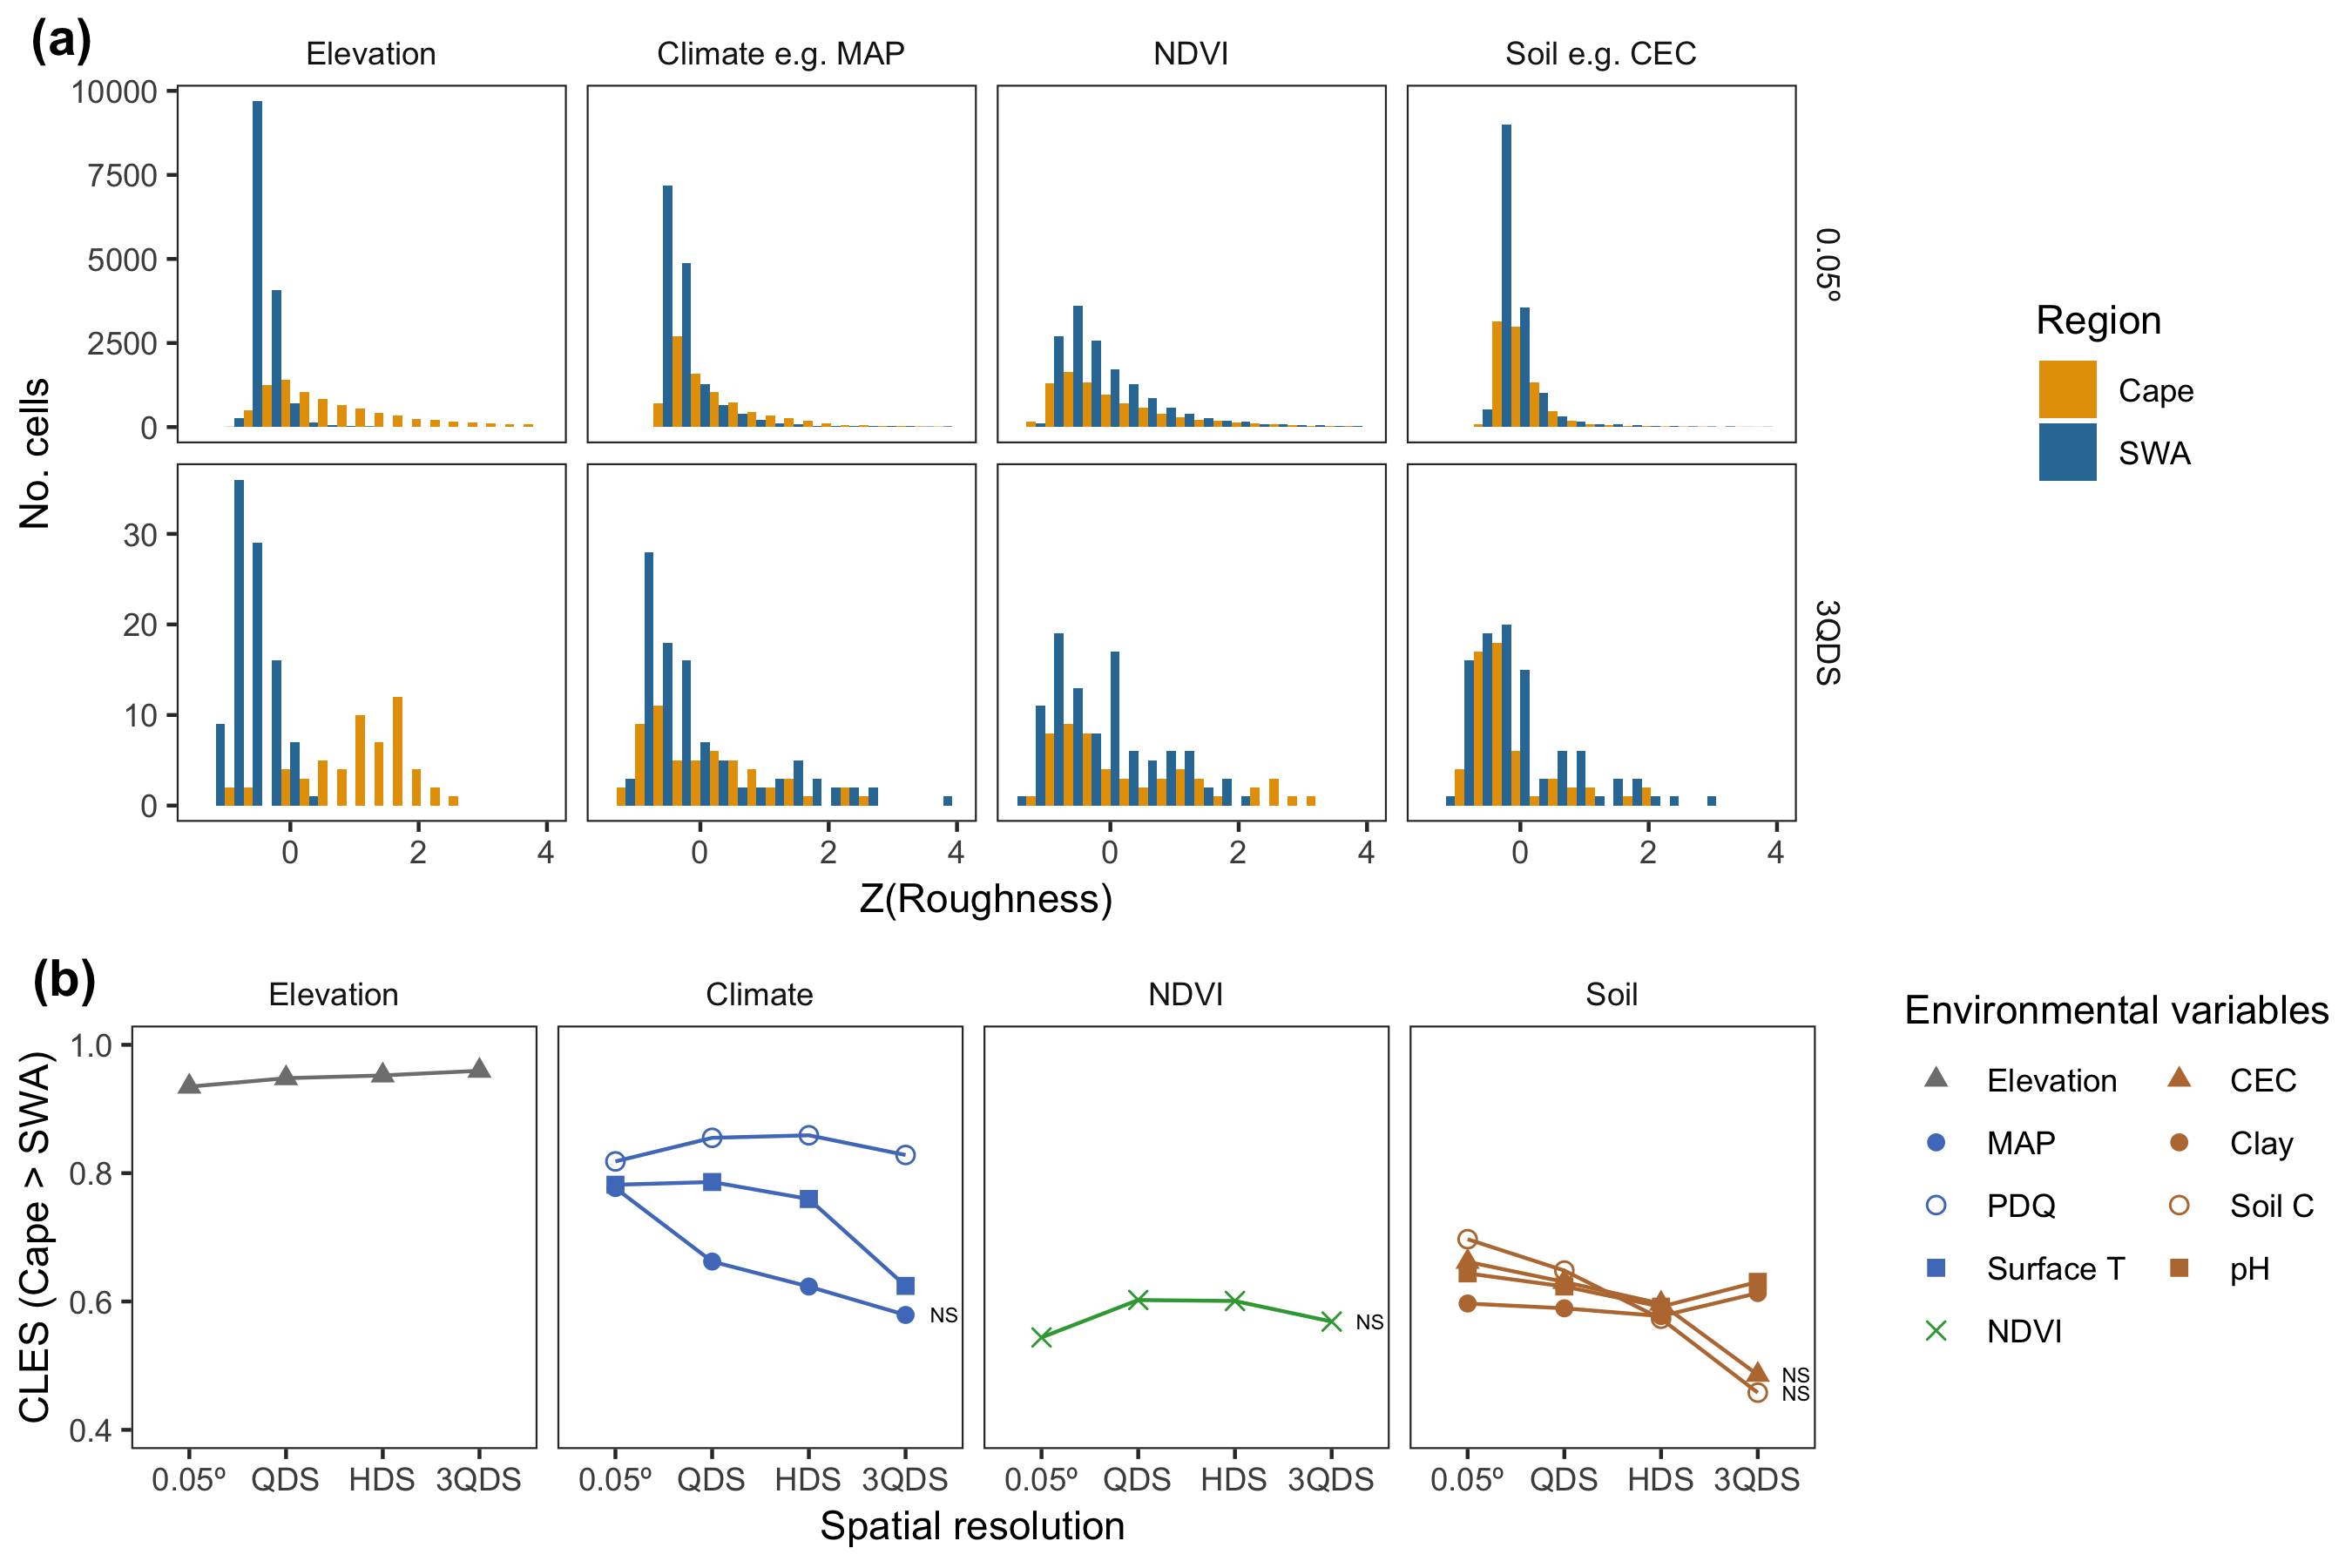 (a)
Elevation
Climate e.g. MAP
NDVI
Soil e.g. CEC
10000
7500
5000
2500
0
0.05º
No. cells
30
20
10
0
3QDS
0 2 4
0 2 4
0 2 4
0 2 4
Z(Roughness)
Region
Cape
SWA
(b)
Elevation
Climate
NDVI
Soil
CLES (Cape > SWA)
1.0
0.8
0.6
0.4
NS
NS
NS
NS
0.05º QDS HDS 3QDS
0.05º QDS HDS 3QDS
0.05º QDS HDS 3QDS
0.05º QDS HDS 3QDS
Spatial resolution
Environmental variables
Elevation
MAP
PDQ
Surface T
NDVI
CEC
Clay
Soil C
pH